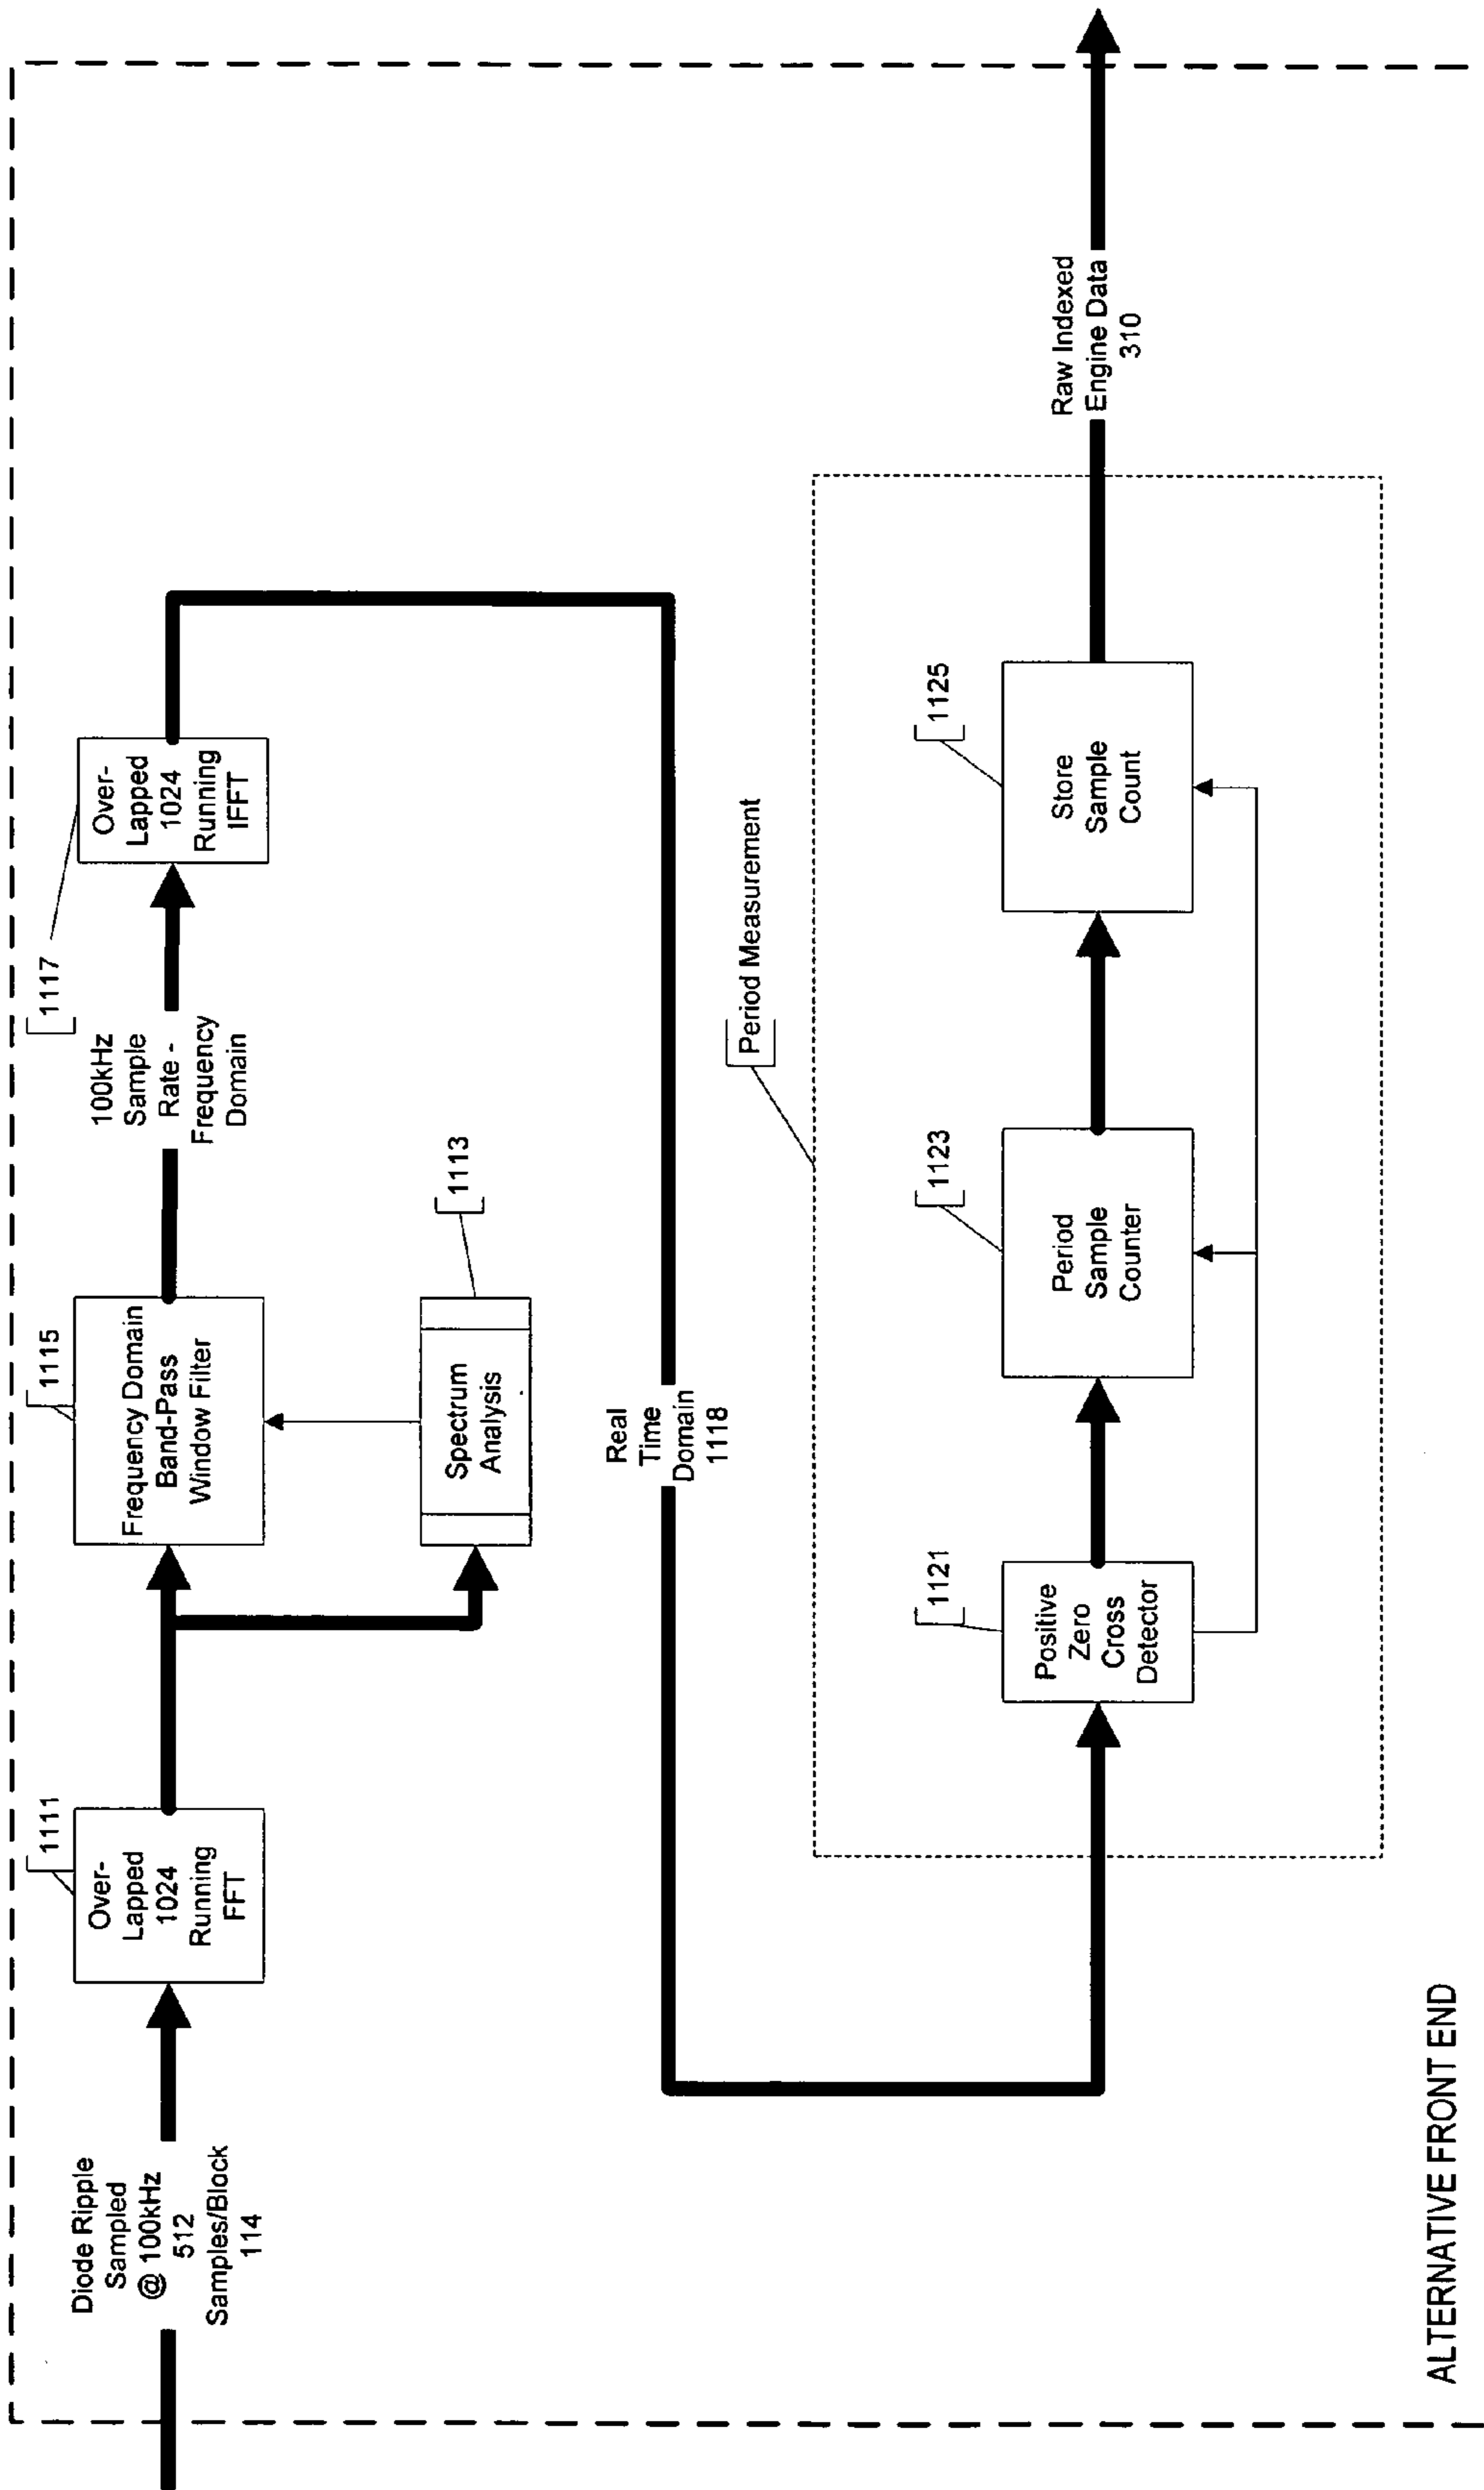 Diode Ripple
Sampled
@ 100kHz
512
Samples/Block
114
1111
Over-
Lapped
1024
Running
FFT
1115
Frequency Domain
Band-Pass
Window Filter
1113
Spectrum
Analysis
100kHz
Sample
Rate -
Frequency
Domain
1117
Over-
Lapped
1024
Running
IFFT
Real
Time
Domain
1118
Period Measurement
1121
Positive
Zero
Cross
Detector
1123
Period
Sample
Counter
1125
Store
Sample
Count
Raw Indexed
Engine Data
310
ALTERNATIVE FRONT END